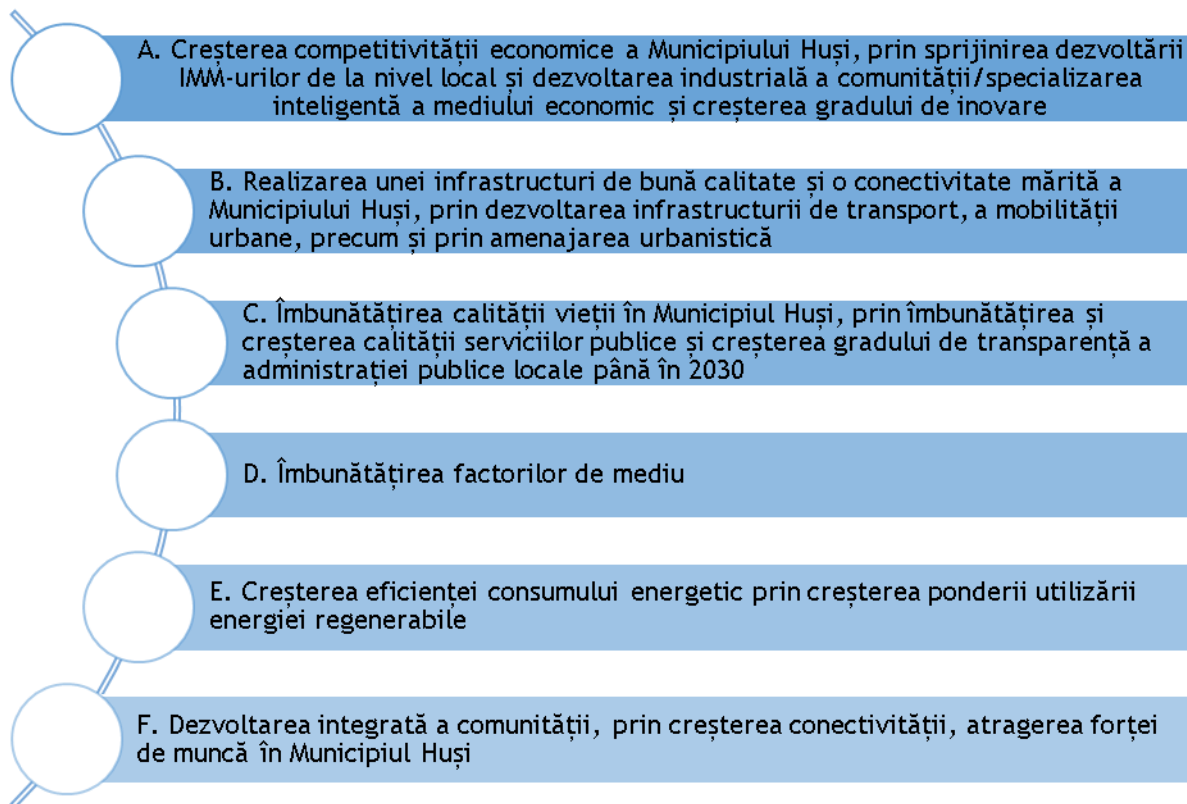 A. Creșterea competitivității economice a Municipiului Huși, prin sprijinirea dezvoltării
IMM-urilor de la nivel local și dezvoltarea industrială a comunității/specializarea
inteligentă a mediului economic și creșterea gradului de inovare
B. Realizarea unei infrastructuri de bună calitate și o conectivitate mărită a
Municipiului Huși, prin dezvoltarea infrastructurii de transport, a mobilității
urbane, precum și prin amenajarea urbanistică
C. Îmbunătățirea calității vieții în Municipiul Huși, prin îmbunătățirea și
creșterea calității serviciilor publice și creșterea gradului de transparență a
administrației publice locale până în 2030
D. Îmbunătățirea factorilor de mediu
E. Creșterea eficienței consumului energetic prin creșterea ponderii utilizării
energiei regenerabile
F. Dezvoltarea integrată a comunității, prin creșterea conectivității, atragerea forței
de muncă în Municipiul Huși